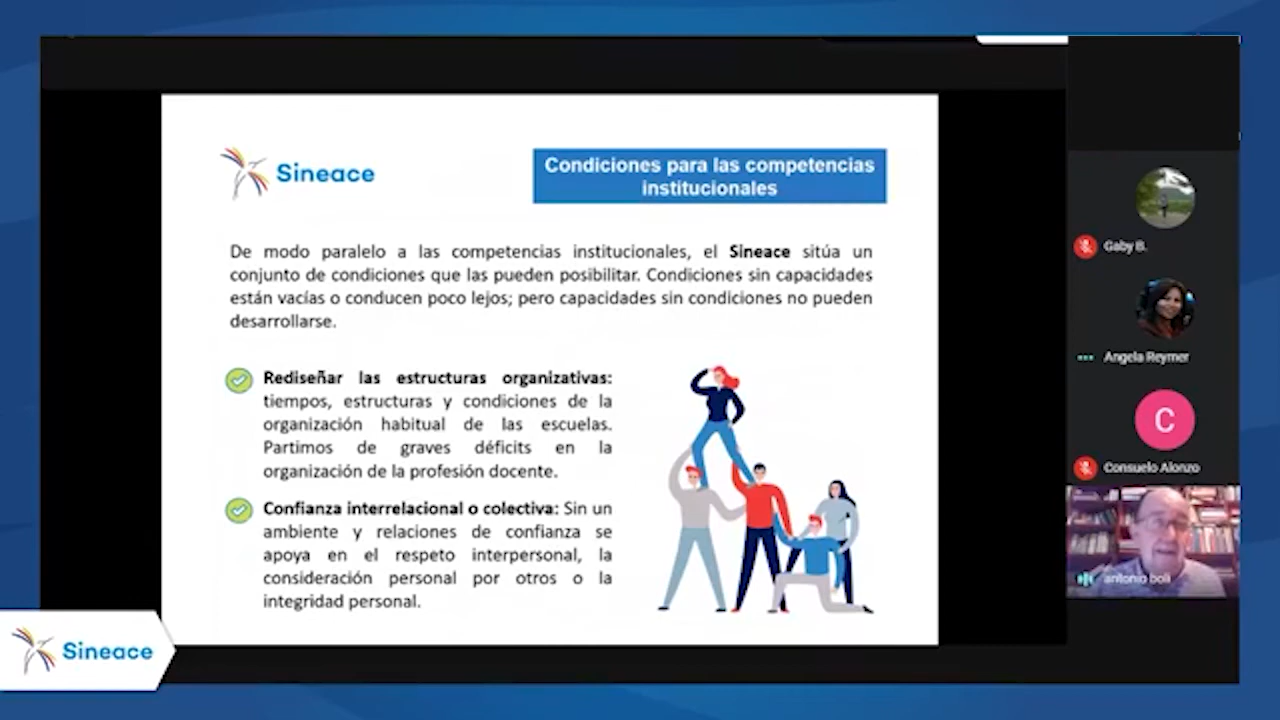 Sineace
Condiciones para las competencias
institucionales
De modo paralelo a las competencias institucionales, el Sineace sitúa un
conjunto de condiciones que las pueden posibilitar. Condiciones sin capacidades
están vacías o conducen poco lejos; pero capacidades sin condiciones no pueden
desarrollarse.
Rediseñar las estructuras organizativas:
tiempos, estructuras y condiciones de la
organización habitual de las escuelas.
Partimos de graves déficits en la
organización de la profesión docente.
Confianza interrelacional o colectiva: Sin un
ambiente y relaciones de confianza se
apoya en el respeto interpersonal, la
consideración personal por otros o la
integridad personal.
Gaby B.
Angela Reymer
C
Consuelo Alonzo
antonio boli
Sineace